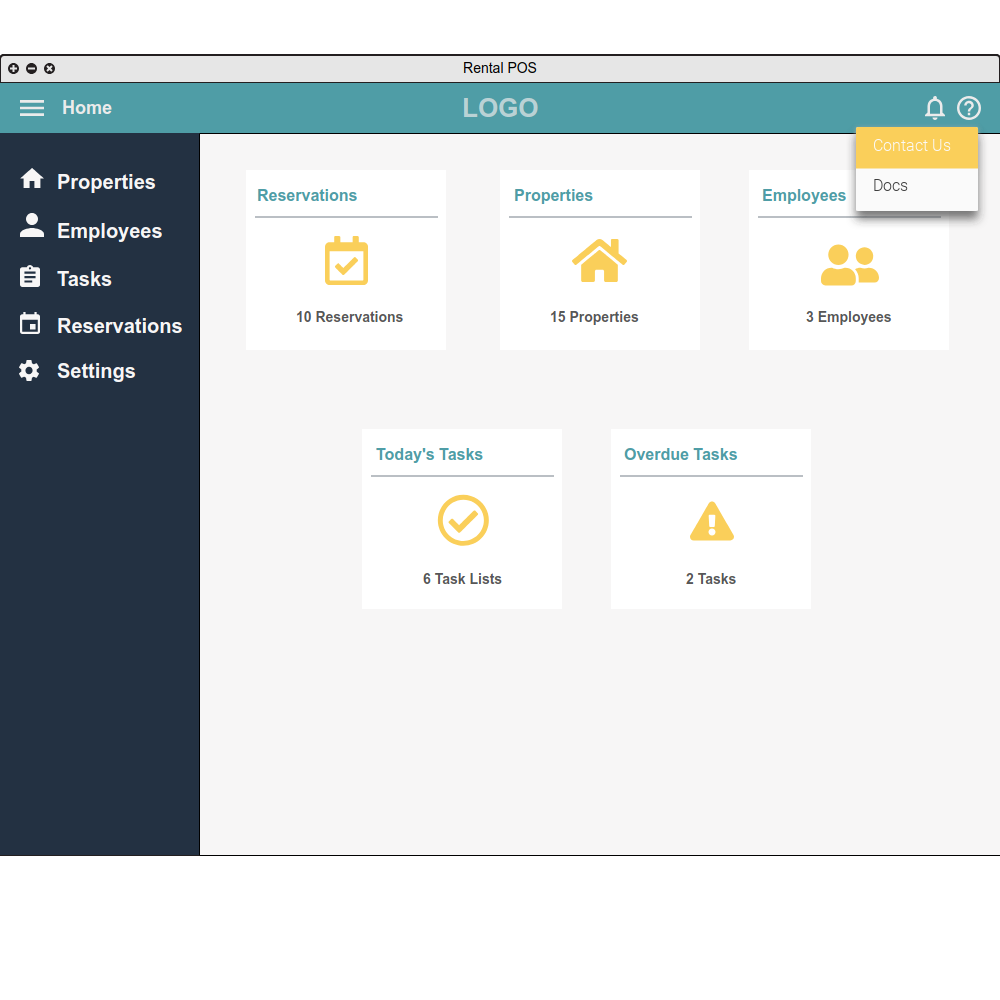 Rental POS
Home
LOGO
Contact Us
Docs
Properties
Employees
Tasks
Reservations
Settings
Reservations
10 Reservations
Properties
15 Properties
Employees
3 Employees
Today's Tasks
6 Task Lists
Overdue Tasks
2 Tasks